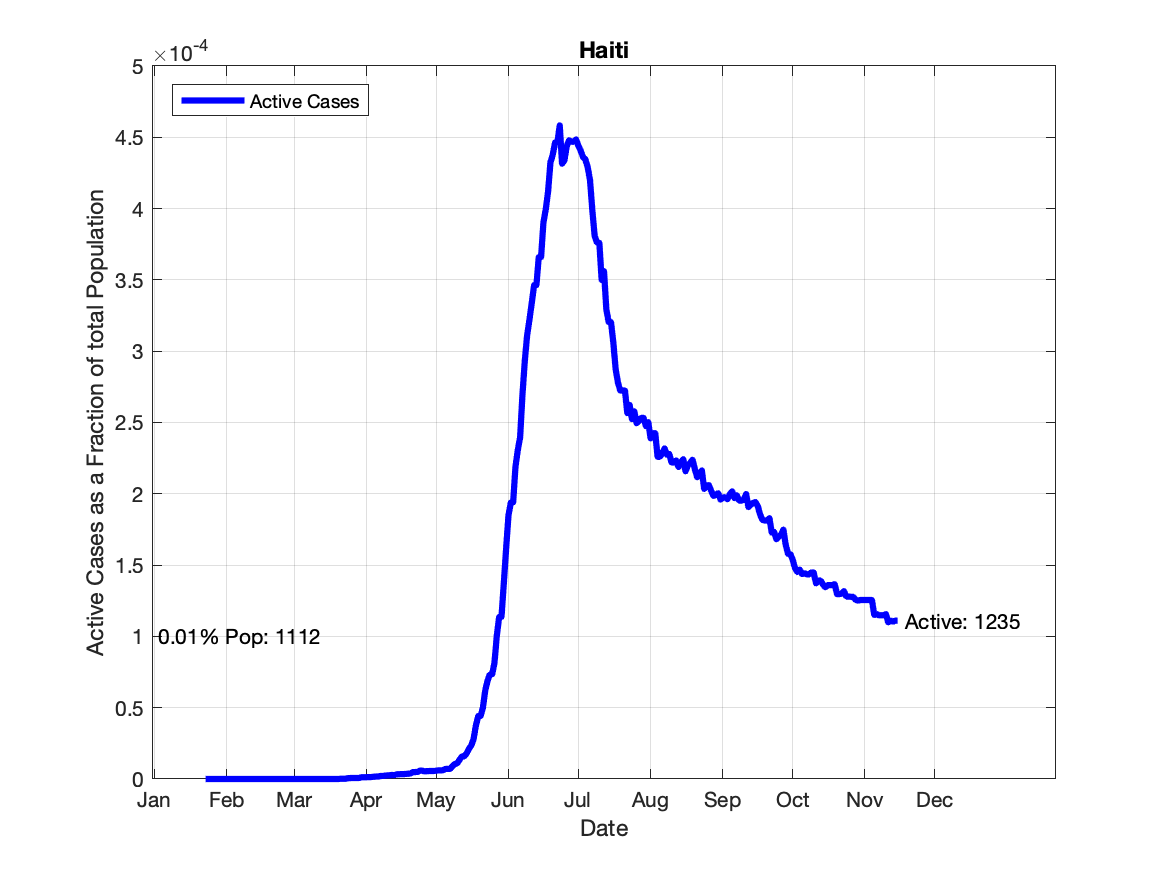 Haiti
×10-4
Active Cases
5
4.5
4
3.5
3
2.5
2
1.5
1
0.5
0
Active Cases as a Fraction of total Population
0.01% Pop: 1112
Active: 1235
Jan Feb Mar Apr May Jun Jul Aug Sep Oct Nov Dec
Date